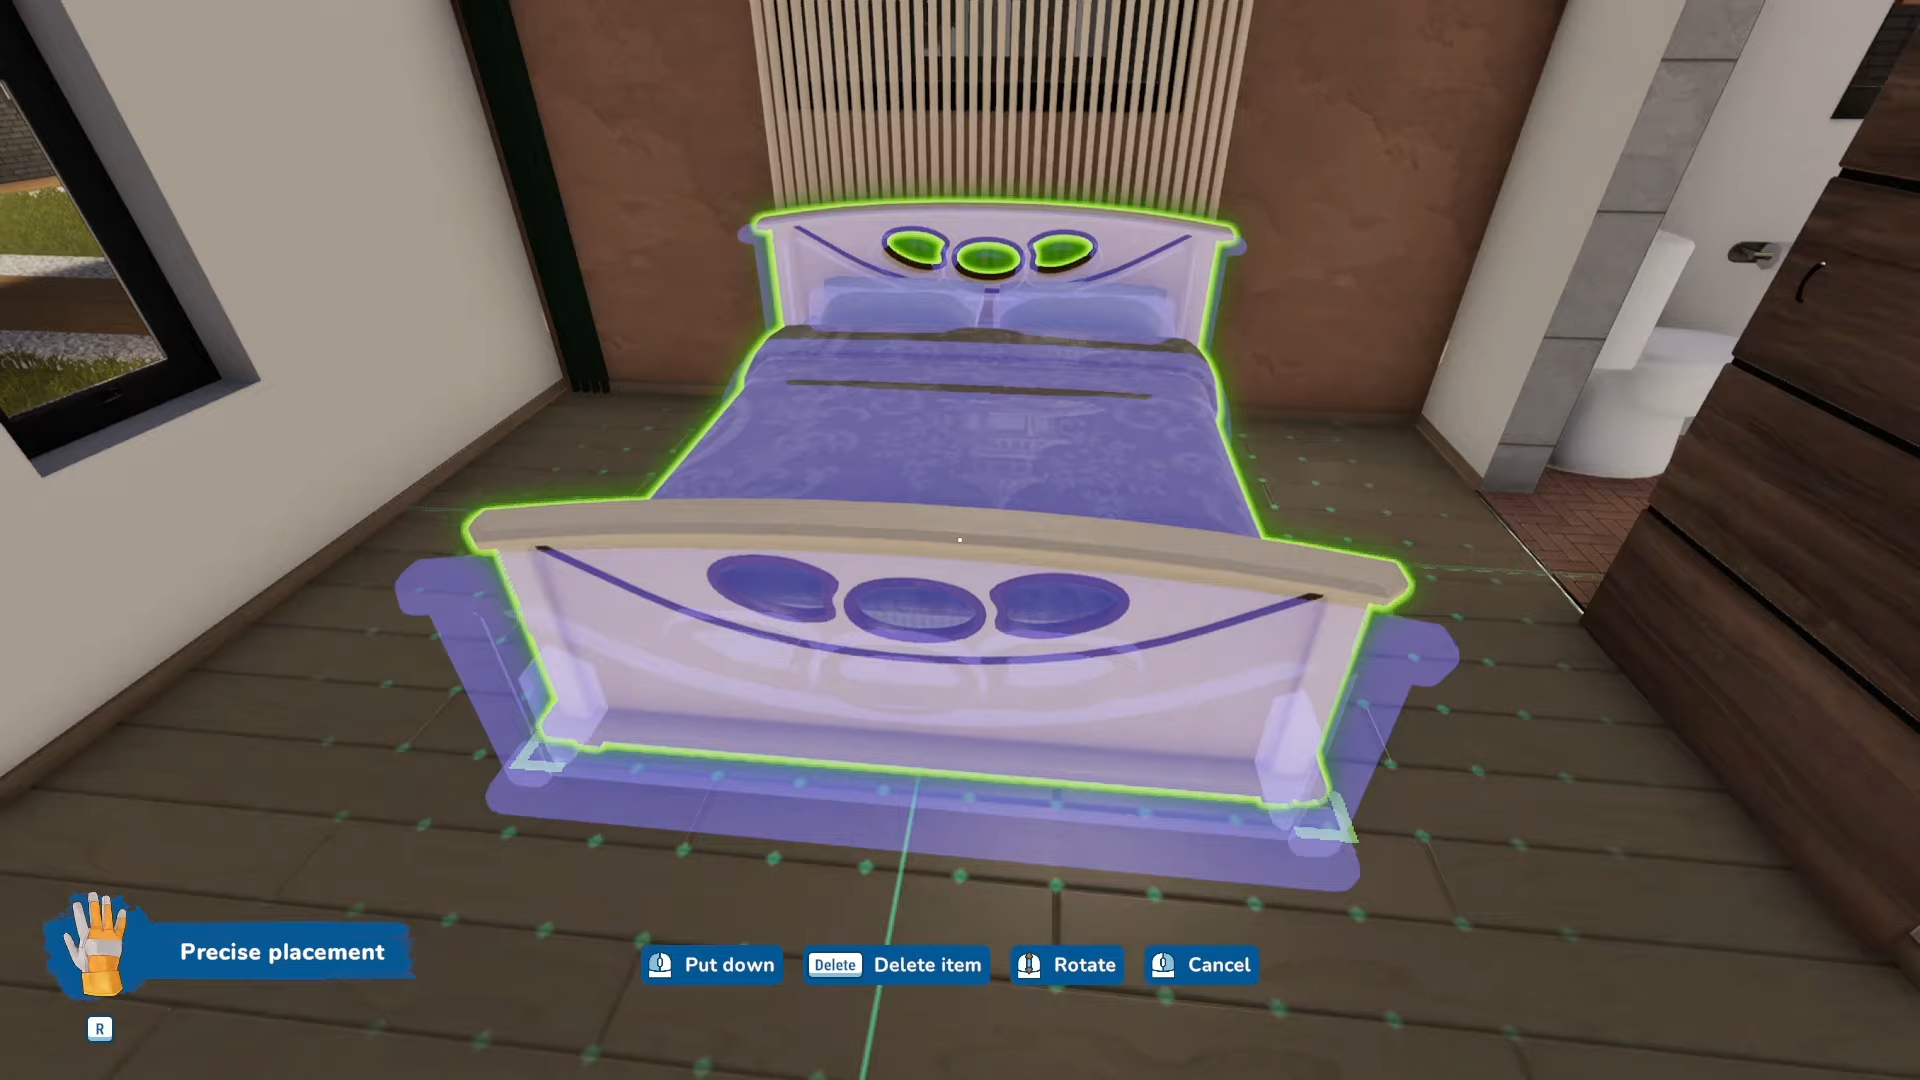 Precise placement
Put down
Delete Delete item
Rotate
Cancel
R